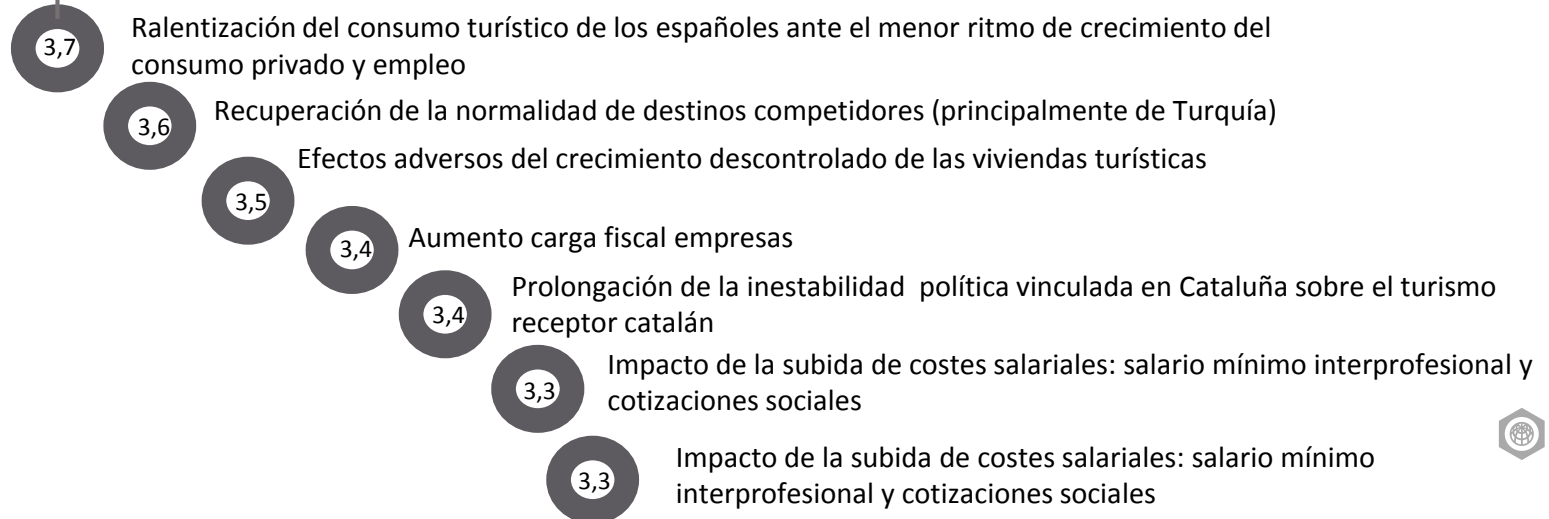 3,7
Ralentización del consumo turístico de los españoles ante el menor ritmo de crecimiento del
consumo privado y empleo
3,6
Recuperación de la normalidad de destinos competidores (principalmente de Turquía)
3,5
Efectos adversos del crecimiento descontrolado de las viviendas turísticas
3,4
Aumento carga fiscal empresas
3,4
Prolongación de la inestabilidad política vinculada en Cataluña sobre el turismo
receptor catalán
3,3
Impacto de la subida de costes salariales: salario mínimo interprofesional y
cotizaciones sociales
3,3
Impacto de la subida de costes salariales: salario mínimo
interprofesional y cotizaciones sociales